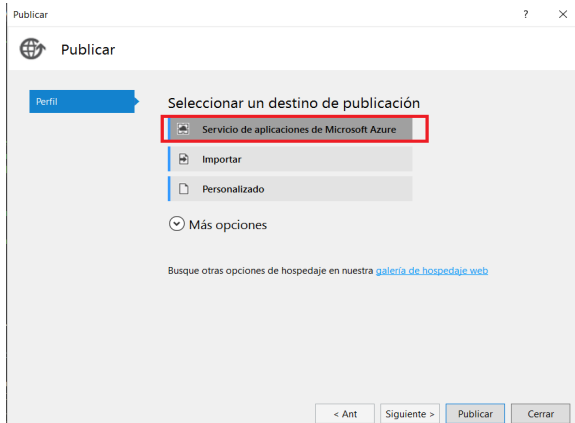 Publicar
?
Publicar
Perfil
Seleccionar un destino de publicación
Servicio de aplicaciones de Microsoft Azure
Importar
Personalizado
Más opciones
Busque otras opciones de hospedaje en nuestra galería de hospedaje web
< Ant
Siguiente >
Publicar
Cerrar